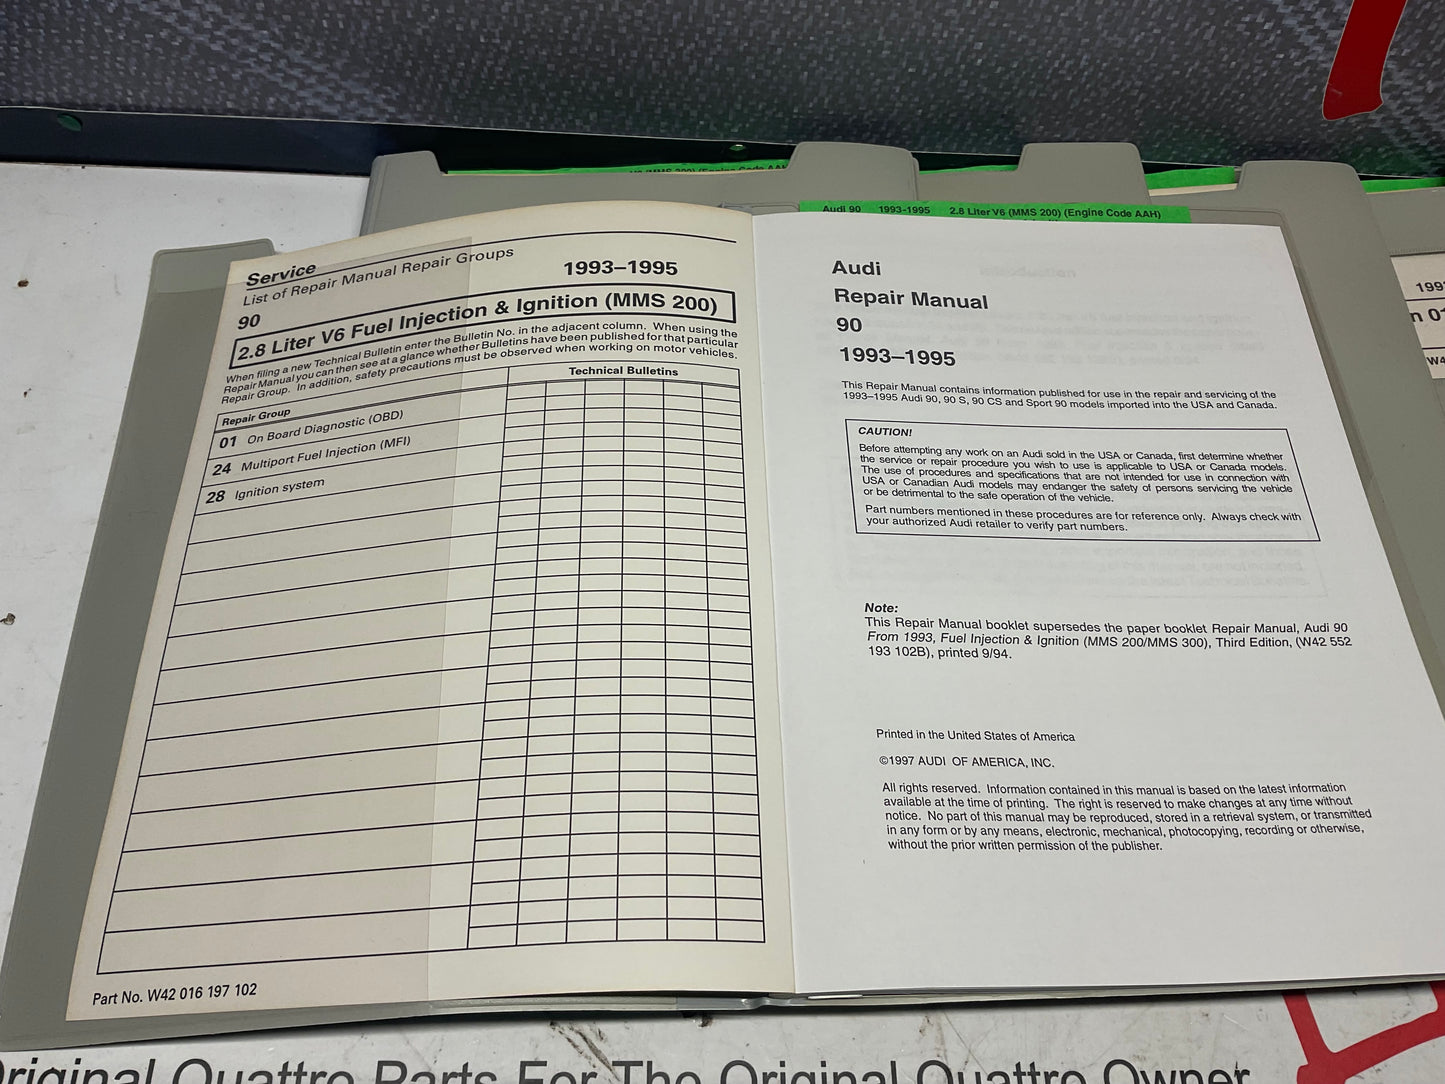 Audi 90 1993-1995 2.8 Liter V6 (MMS 200) (Engine Code AAH)
Service
List of Repair Manual Repair Groups
90
1993–1995
2.8 Liter V6 Fuel Injection & Ignition (MMS 200)
When filing a new Technical Bulletin enter the Bulletin No. in the adjacent column. When using the
Repair Manual you can then see at a glance whether Bulletins have been published for that particular
Repair Group. In addition, safety precautions must be observed when working on motor vehicles.
Repair Group
Technical Bulletins
01 On Board Diagnostic (OBD)
24 Multiport Fuel Injection (MFI)
28 Ignition system
Part No. W42 016 197 102
Audi
Repair Manual
90
1993–1995
This Repair Manual contains information published for use in the repair and servicing of the
1993–1995 Audi 90, 90 S, 90 CS and Sport 90 models imported into the USA and Canada.
CAUTION!
Before attempting any work on an Audi sold in the USA or Canada, first determine whether
the service or repair procedure you wish to use is applicable to USA or Canada models.
The use of procedures and specifications that are not intended for use in connection with
USA or Canadian Audi models may endanger the safety of persons servicing the vehicle
or be detrimental to the safe operation of the vehicle.
Part numbers mentioned in these procedures are for reference only. Always check with
your authorized Audi retailer to verify part numbers.
Note:
This Repair Manual booklet supersedes the paper booklet Repair Manual, Audi 90
From 1993, Fuel Injection & Ignition (MMS 200/MMS 300), Third Edition, (W42 552
193 102B), printed 9/94.
Printed in the United States of America
©1997 AUDI OF AMERICA, INC.
All rights reserved. Information contained in this manual is based on the latest information
available at the time of printing. The right is reserved to make changes at any time without
notice. No part of this manual may be reproduced, stored in a retrieval system, or transmitted
in any form or by any means, electronic, mechanical, photocopying, recording or otherwise,
without the prior written permission of the publisher.
Original Quattro Parts For The Original Quattro Owner